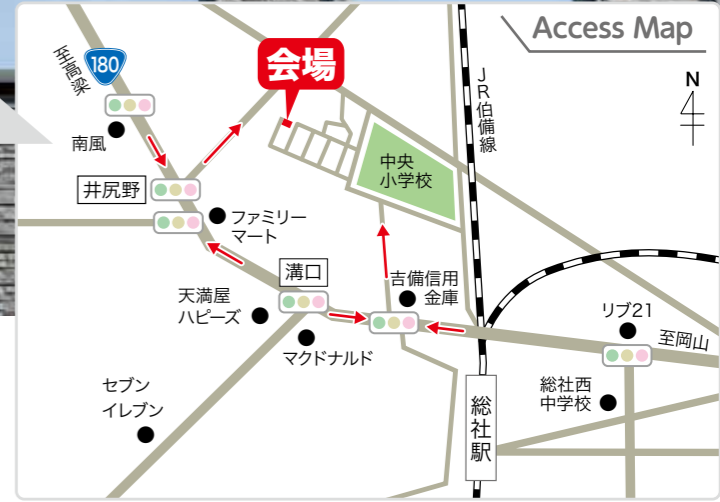 Access Map
至高梁
180
会場
N
JR伯備線
南風
中央
小学校
井尻野
ファミリー
マート
溝口
吉備信用
金庫
天満屋
ハピーズ
リブ21
至岡山
マクドナルド
セブン
イレブン
総社西
中学校
総社駅